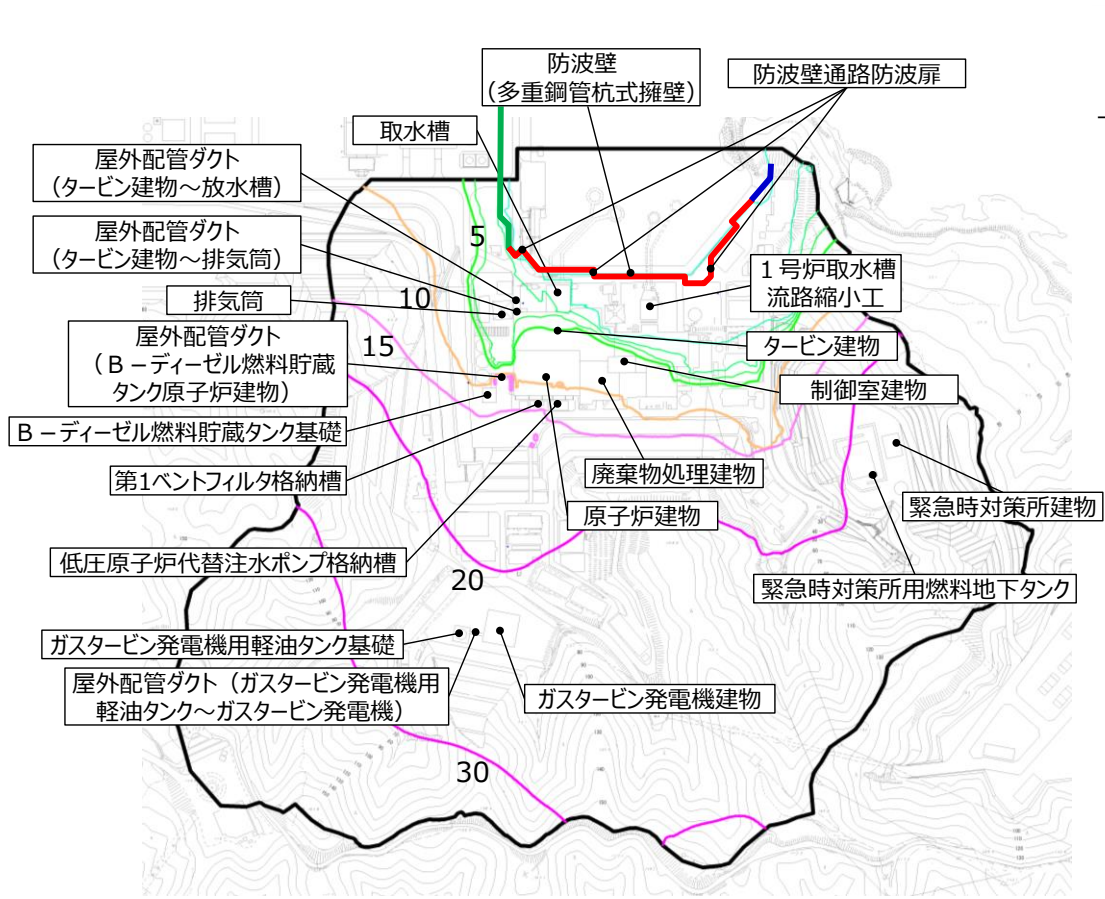 防波壁
（多重鋼管杭式擁壁）
防波壁通路防波扉
取水槽
屋外配管ダクト
（タービン建物～放水槽）
屋外配管ダクト
（タービン建物～排気筒）
5
１号炉取水槽
流路縮小工
排気筒
10
屋外配管ダクト
（Ｂ－ディーゼル燃料貯蔵
タンク原子炉建物）
15
タービン建物
制御室建物
Ｂ－ディーゼル燃料貯蔵タンク基礎
第1ベントフィルタ格納槽
廃棄物処理建物
原子炉建物
緊急時対策所建物
低圧原子炉代替注水ポンプ格納槽
20
緊急時対策所用燃料地下タンク
ガスタービン発電機用軽油タンク基礎
屋外配管ダクト（ガスタービン発電機用
軽油タンク～ガスタービン発電機）
ガスタービン発電機建物
30